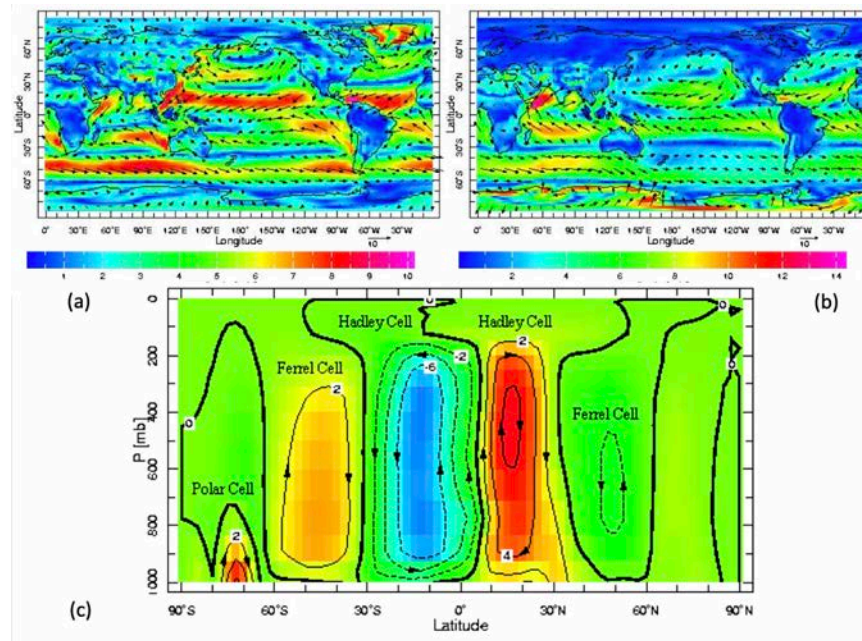 60°N
30°N
0°
30°S
60°S
Latitude
0° 30°E 60°E 90°E 120°E 150°E 180° 150°W 120°W 90°W 60°W 30°W
Longitude
10
1 2 3 4 5 6 7 8 9 10
(a)
60°N
30°N
0°
30°S
60°S
Latitude
0° 30°E 60°E 90°E 120°E 150°E 180° 150°W 120°W 90°W 60°W 30°W
Longitude
10
2 4 6 8 10 12 14
(b)
0
200
400
600
800
1000
P [mb]
Hadley Cell
Hadley Cell
Ferrel Cell
Ferrel Cell
Polar Cell
0
0
0
0
2
-2
-6
2
2
4
90°S 60°S 30°S 0° 30°N 60°N 90°N
Latitude
(c)